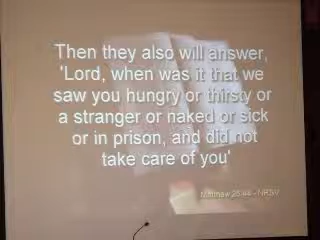 Then they also will answer,
'Lord, when was it that we
saw you hungry or thirsty or
a stranger or naked or sick
or in prison, and did not
take care of you'
Matthew 25:44 - NRSV